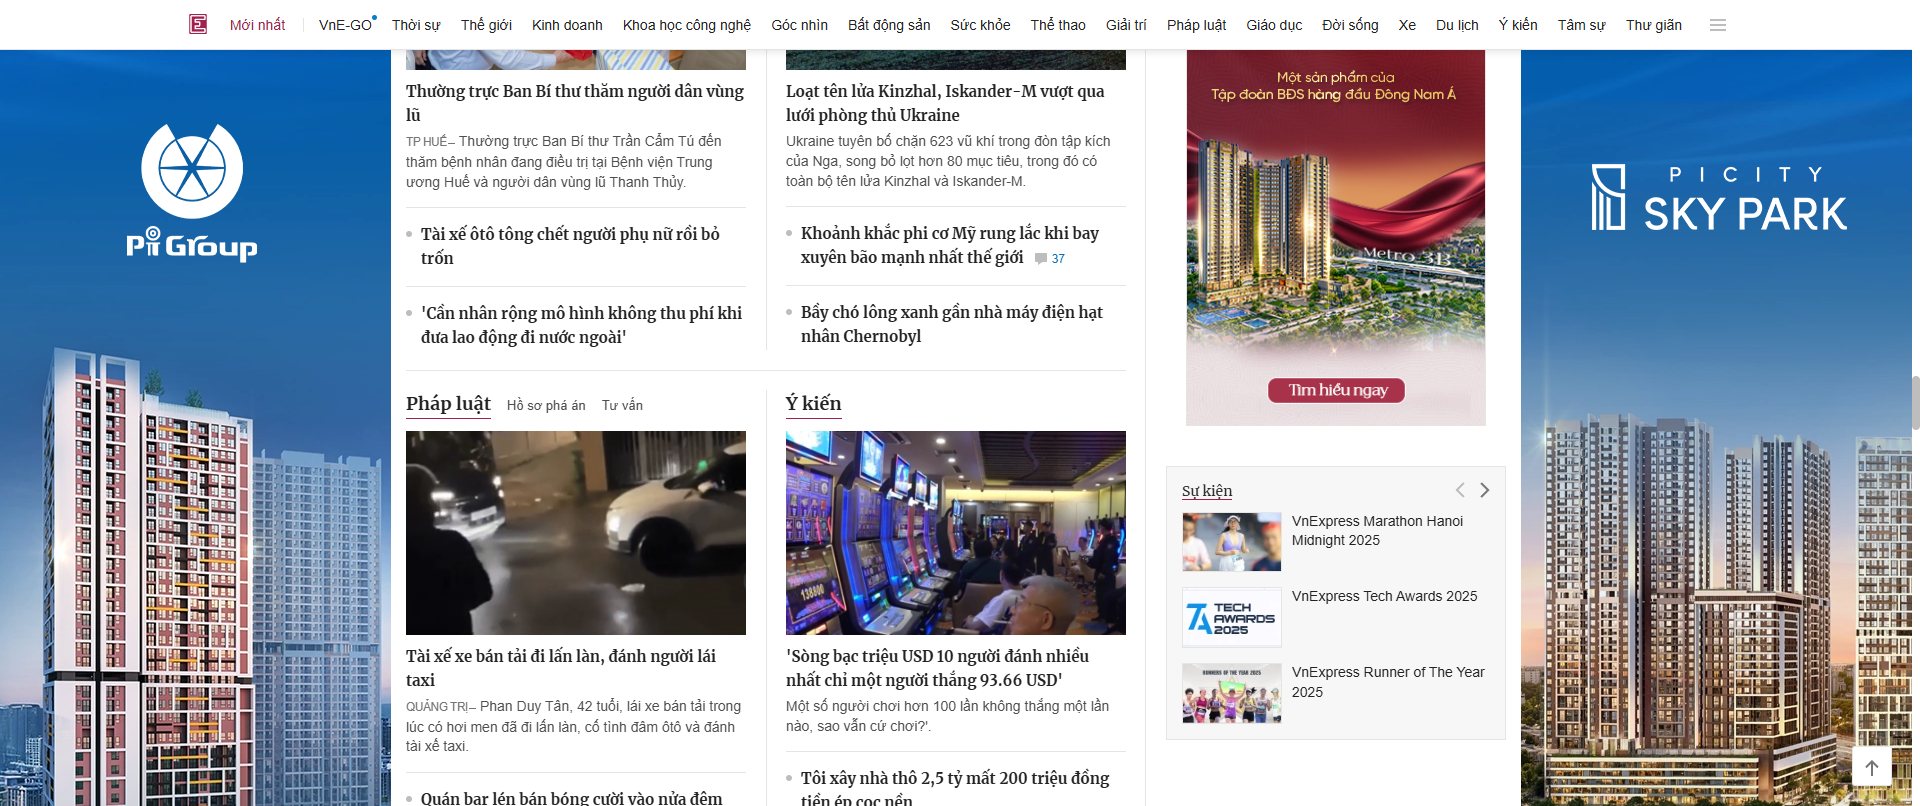 Mới nhất VnE-GO Thời sự Thế giới Kinh doanh Khoa học công nghệ Góc nhìn Bất động sản Sức khỏe Thể thao Giải trí Pháp luật Giáo dục Đời sống Xe Du lịch Ý kiến Tâm sự Thư giãn
Pi Group
Thường trực Ban Bí thư thăm người dân vùng
lũ
TP HUẾ– Thường trực Ban Bí thư Trần Cẩm Tú đến
thăm bệnh nhân đang điều trị tại Bệnh viện Trung
ương Huế và người dân vùng lũ Thanh Thủy.
Tài xế ôtô tông chết người phụ nữ rồi bỏ
trốn
'Cần nhân rộng mô hình không thu phí khi
đưa lao động đi nước ngoài'
Loạt tên lửa Kinzhal, Iskander-M vượt qua
lưới phòng thủ Ukraine
Ukraine tuyên bố chặn 623 vũ khí trong đòn tập kích
của Nga, song bỏ lọt hơn 80 mục tiêu, trong đó có
toàn bộ tên lửa Kinzhal và Iskander-M.
Khoảnh khắc phi cơ Mỹ rung lắc khi bay
xuyên bão mạnh nhất thế giới 37
Bầy chó lông xanh gần nhà máy điện hạt
nhân Chernobyl
Pháp luật Hồ sơ phá án Tư vấn
Tài xế xe bán tải đi lấn làn, đánh người lái
taxi
QUẢNG TRỊ– Phan Duy Tân, 42 tuổi, lái xe bán tải trong
lúc có hơi men đã đi lấn làn, cố tình đâm ôtô và đánh
tài xế taxi.
Quán bar lén bán bóng cười vào nửa đêm
Ý kiến
138800
'Sòng bạc triệu USD 10 người đánh nhiều
nhất chỉ một người thắng 93.66 USD'
Một số người chơi hơn 100 lần không thắng một lần
nào, sao vẫn cứ chơi?'.
Tôi xây nhà thô 2,5 tỷ mất 200 triệu đồng
tiền ép cọc nền
Một sản phẩm của
Tập đoàn BĐS hàng đầu Đông Nam Á
Metro 3B
Tìm hiểu ngay
Sự kiện
VnExpress Marathon Hanoi
Midnight 2025
TECH
AWARDS
2025
VnExpress Tech Awards 2025
RUNNERS OF THE YEAR 2025
VnExpress Runner of The Year
2025
PICITY
SKY PARK